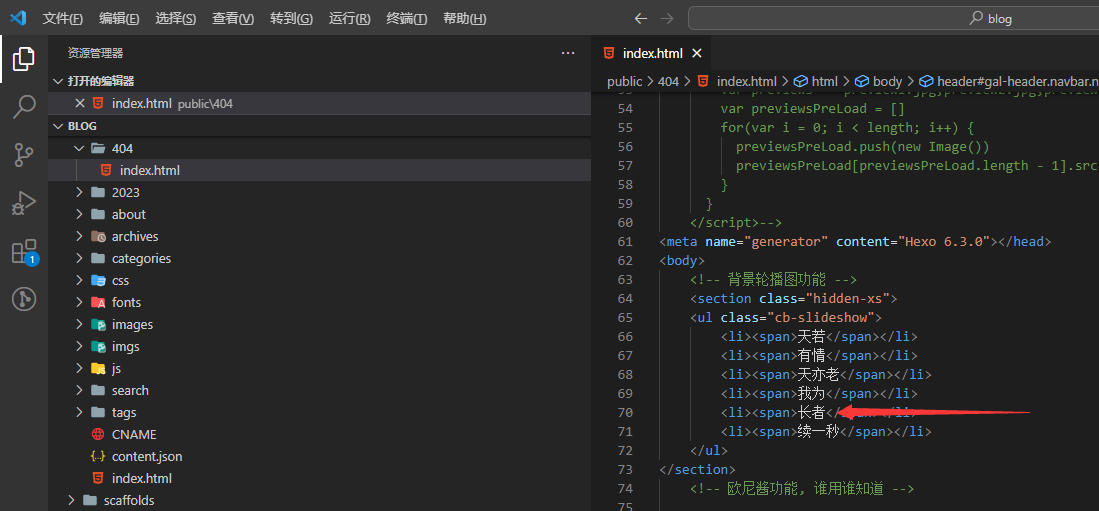 文件(F) 编辑(E) 选择(S) 查看(V) 转到(G) 运行(R) 终端(T) 帮助(H) blog
资源管理器 ···
打开的编辑器
index.html public\404
BLOG
404
index.html
2023
about
archives
categories
css
fonts
images
imgs
js
search
tags
CNAME
content.json
index.html
scaffolds
1
index.html
public > 404 > index.html > html > body > header#gal-header.navbar.n
54 var previewsPreLoad = []
55 for(var i = 0; i < length; i++) {
56 previewsPreLoad.push(new Image())
57 previewsPreLoad[previewsPreLoad.length - 1].src
58 }
59 }
60 </script>-->
61 <meta name="generator" content="Hexo 6.3.0"></head>
62 <body>
63 <!-- 背景轮播图功能 -->
64 <section class="hidden-xs">
65 <ul class="cb-slideshow">
66 <li><span>天若</span></li>
67 <li><span>有情</span></li>
68 <li><span>天亦老</span></li>
69 <li><span>我为</span></li>
70 <li><span>长者</span></li>
71 <li><span>续一秒</span></li>
72 </ul>
73 </section>
74 <!-- 欧尼酱功能, 谁用谁知道 -->